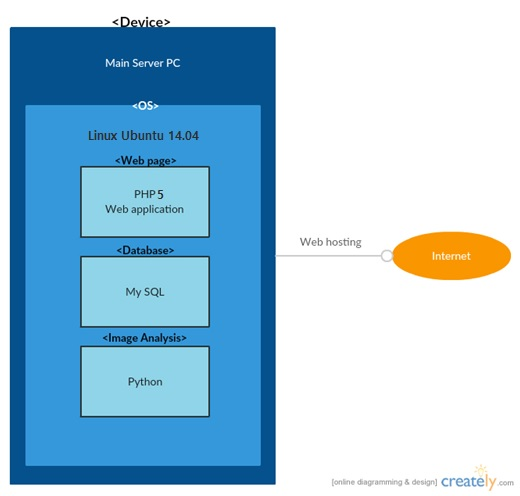 <Device>
Main Server PC
<OS>
Linux Ubuntu 14.04
<Web page>
PHP 5
Web application
<Database>
My SQL
<Image Analysis>
Python
Web hosting
Internet
[online diagramming & design] creately.com